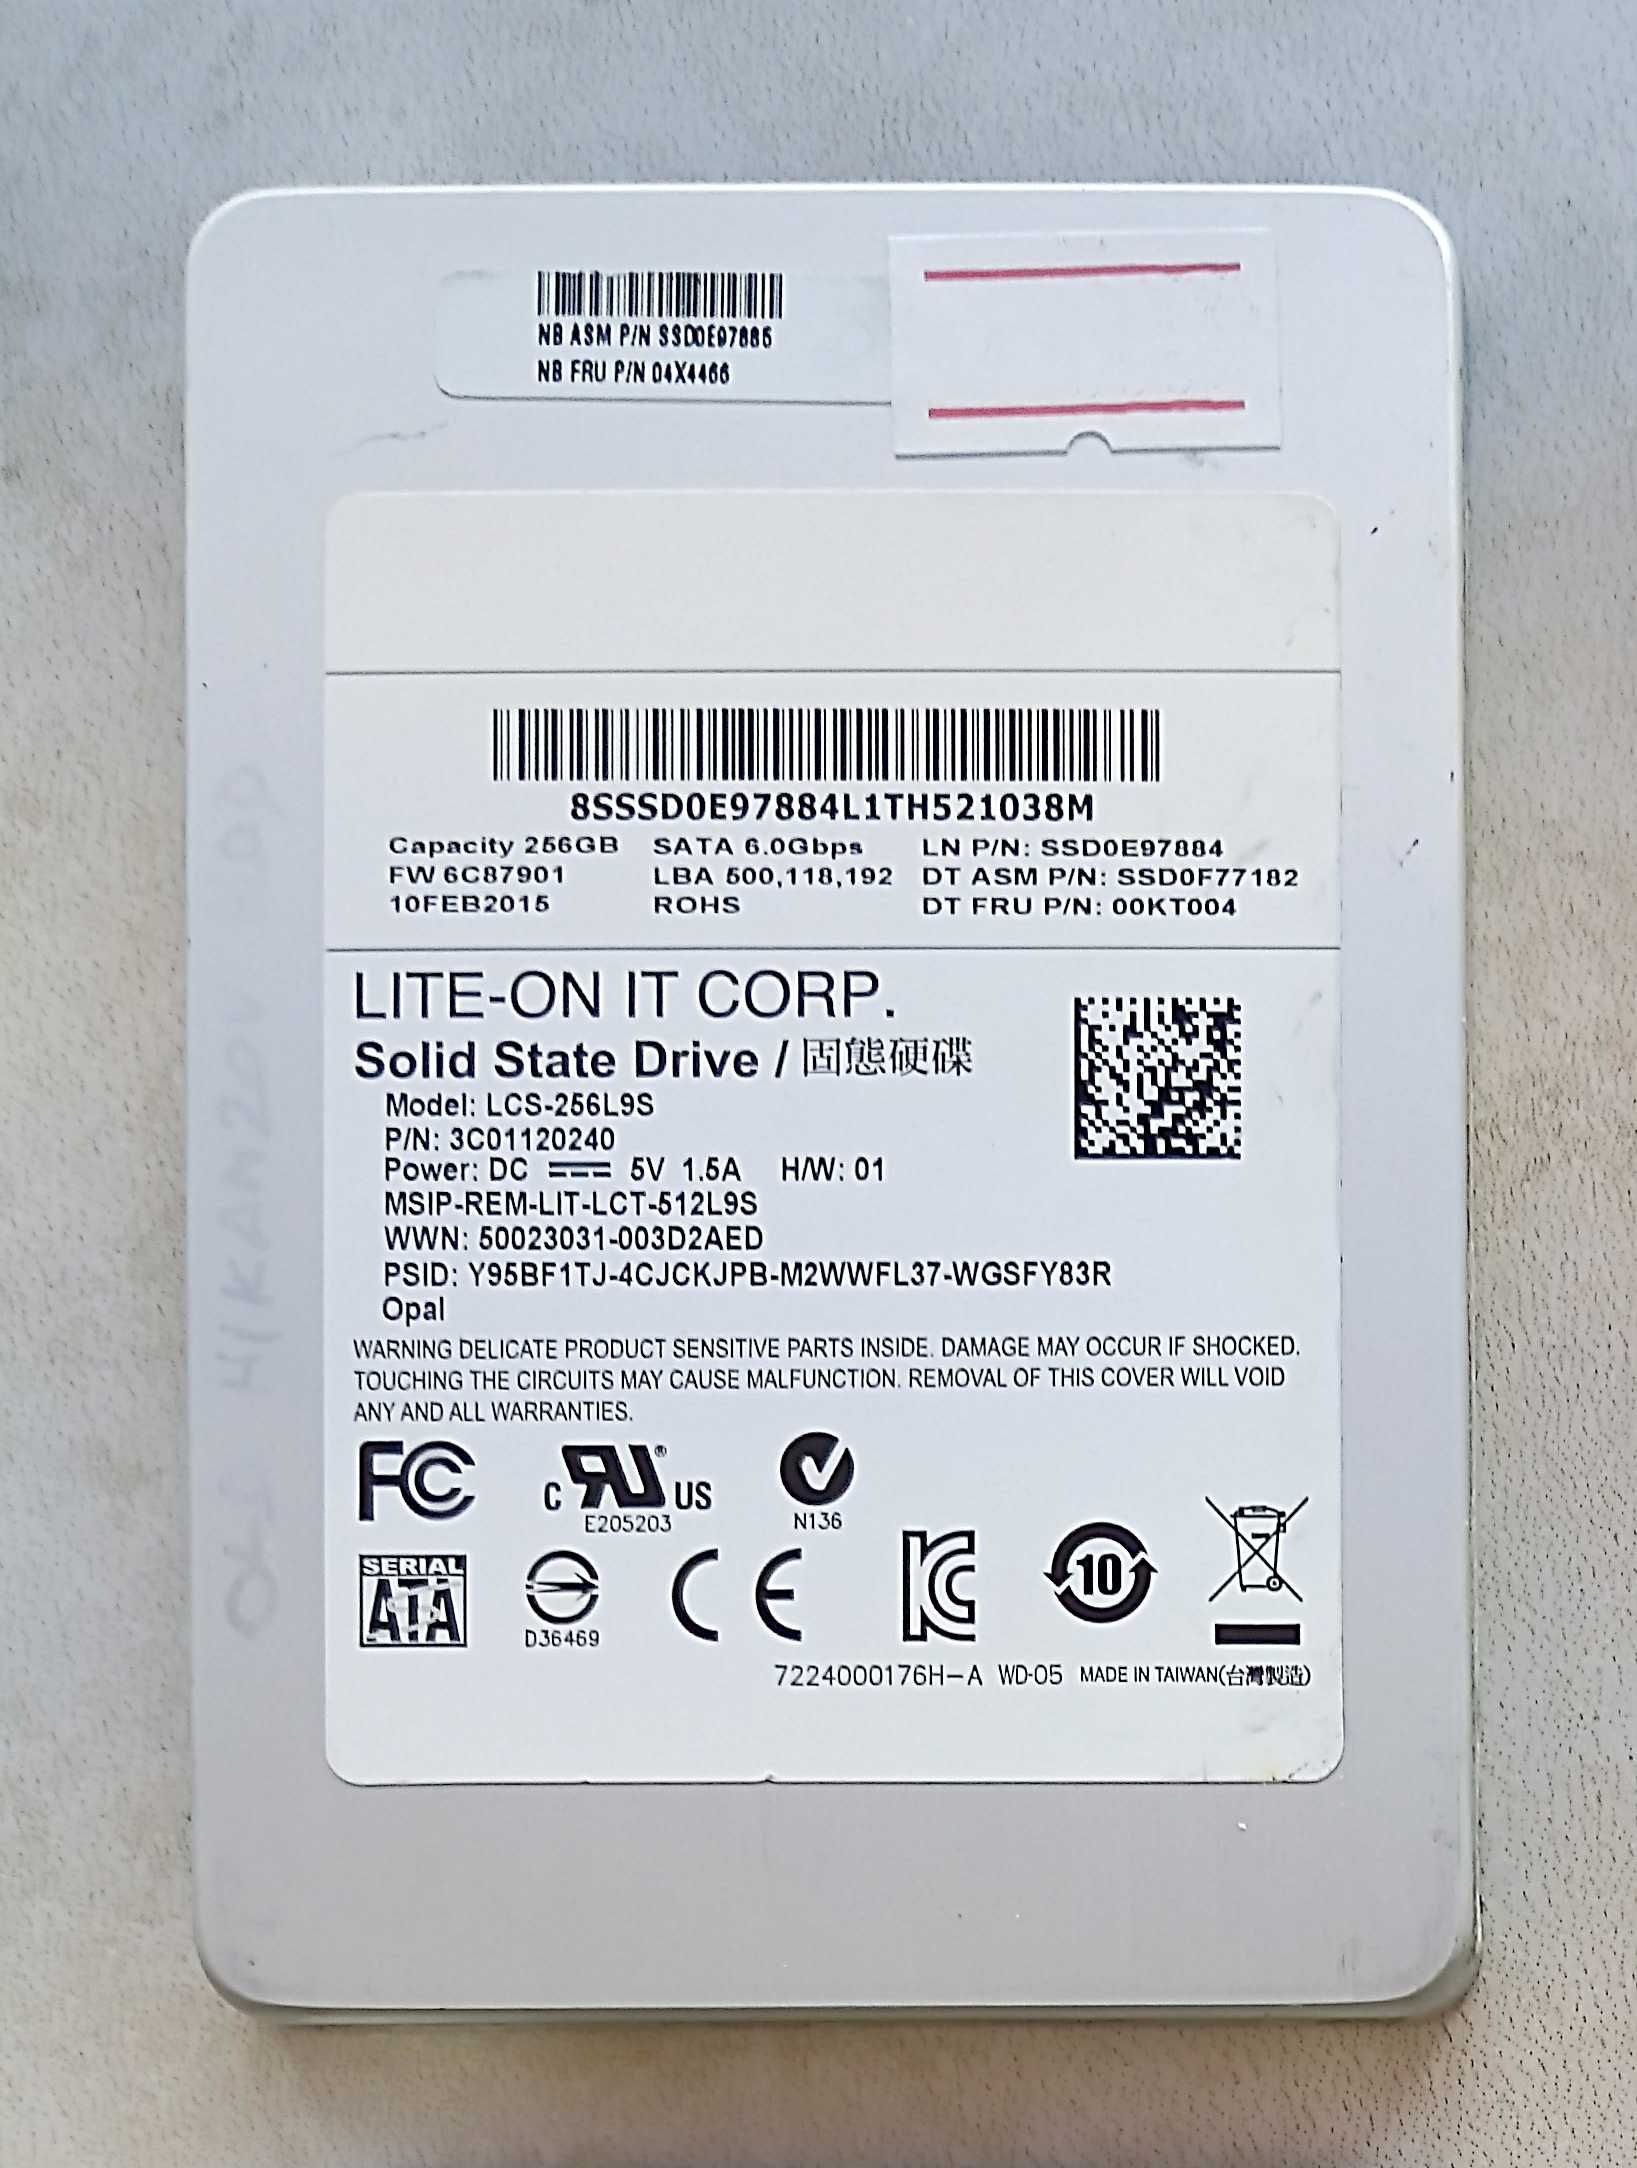 NB ASM P/N SSD0E97885
NB FRU P/N 04X4466
8SSSD0E97884L1TH521038M
Capacity 256GB SATA 6.0Gbps LN P/N: SSD0E97884
FW 6C87901 LBA 500,118,192 DT ASM P/N: SSD0F77182
10FEB2015 ROHS DT FRU P/N: 00KT004
LITE-ON IT CORP.
Solid State Drive / 固態硬碟
Model: LCS-256L9S
P/N: 3C01120240
Power: DC 5V 1.5A H/W: 01
MSIP-REM-LIT-LCT-512L9S
WWN: 50023031-003D2AED
PSID: Y95BF1TJ-4CJCKJPB-M2WWFL37-WGSFY83R
Opal
WARNING DELICATE PRODUCT SENSITIVE PARTS INSIDE. DAMAGE MAY OCCUR IF SHOCKED.
TOUCHING THE CIRCUITS MAY CAUSE MALFUNCTION. REMOVAL OF THIS COVER WILL VOID
ANY AND ALL WARRANTIES.
FC C RU ® US
E205203 N136
SERIAL
ATA CE KC 10
D36469
7224000176H-A WD-05 MADE IN TAIWAN(台灣製造)